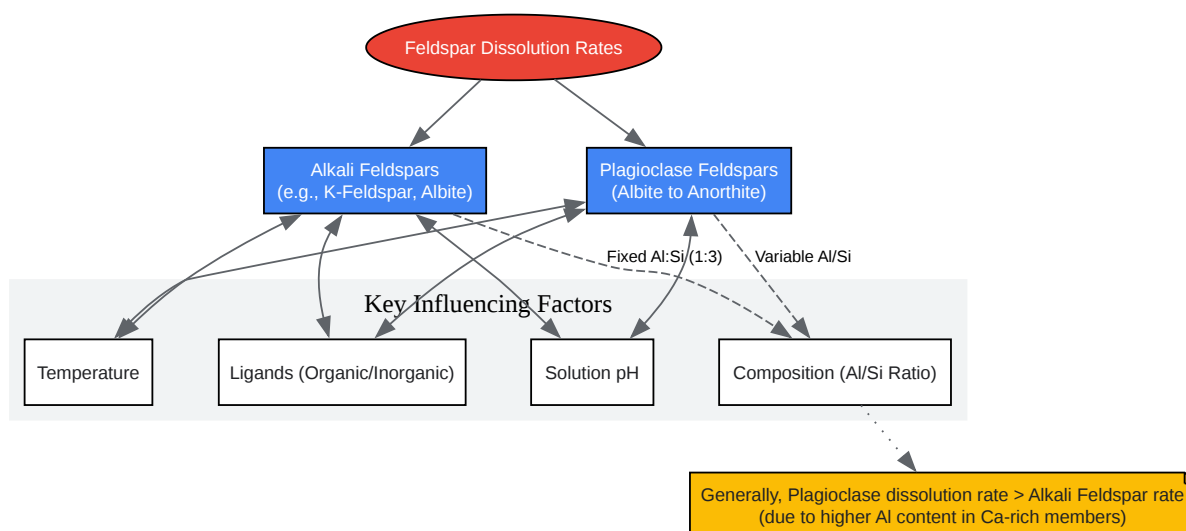 Feldspar Dissolution Rates
Alkali Feldspars
(e.g., K-Feldspar, Albite)
Plagioclase Feldspars
(Albite to Anorthite)
Fixed Al:Si (1:3)
Variable Al/Si
Key Influencing Factors
Temperature
Ligands (Organic/Inorganic)
Solution pH
Composition (Al/Si Ratio)
Generally, Plagioclase dissolution rate > Alkali Feldspar rate
(due to higher Al content in Ca-rich members)